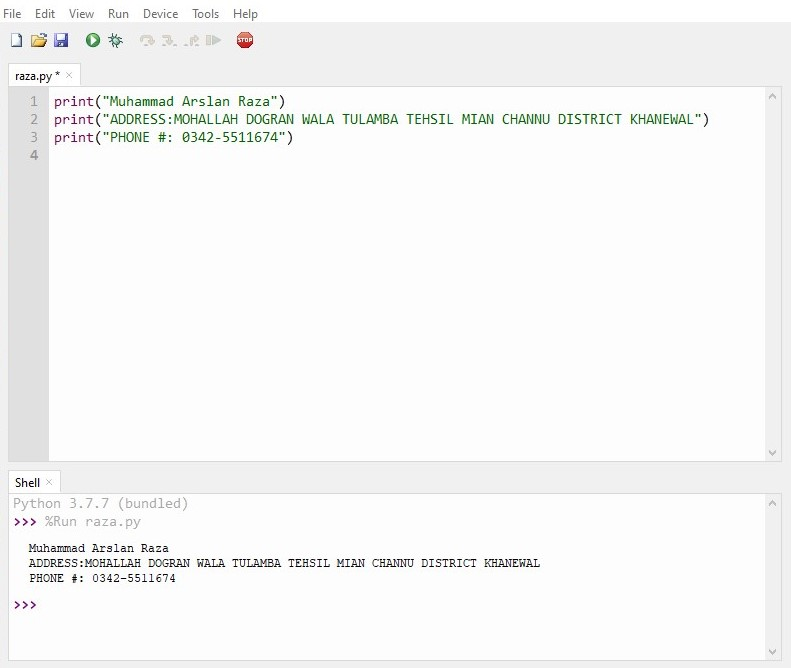 File Edit View Run Device Tools Help
STOP
raza.py * ×
1 print("Muhammad Arslan Raza")
2 print("ADDRESS:MOHALLAH DOGRAN WALA TULAMBA TEHSIL MIAN CHANNU DISTRICT KHANEWAL")
3 print("PHONE #: 0342-5511674")
4
Shell ×
Python 3.7.7 (bundled)
>>> %Run raza.py
Muhammad Arslan Raza
ADDRESS:MOHALLAH DOGRAN WALA TULAMBA TEHSIL MIAN CHANNU DISTRICT KHANEWAL
PHONE #: 0342-5511674
>>>